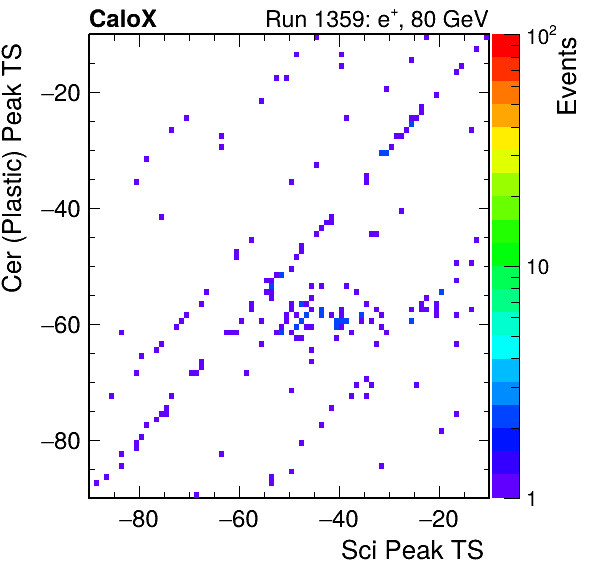 CaloX Run 1359: e⁺, 80 GeV
Cer (Plastic) Peak TS
−20
−40
−60
−80
−80 −60 −40 −20
Sci Peak TS
10²
10
1
Events